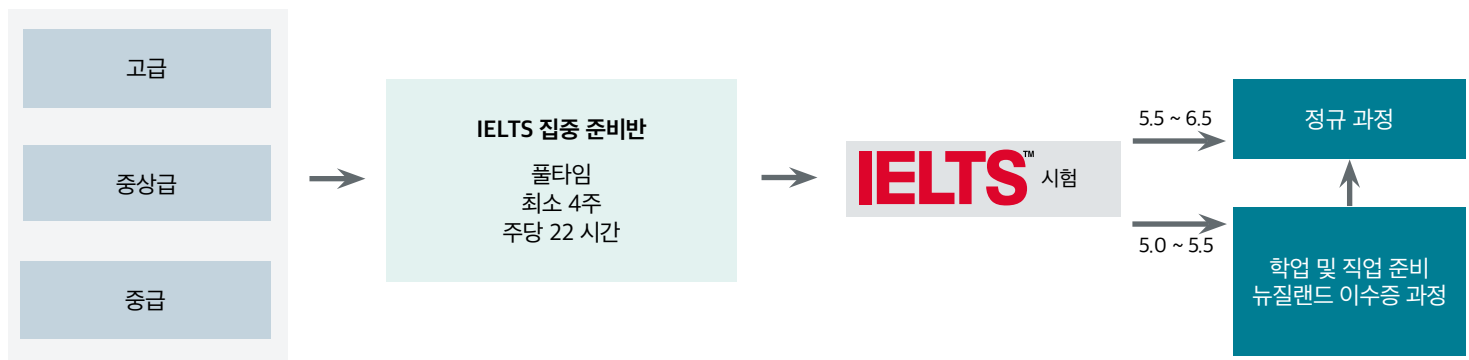 고급
중상급
중급
IELTS 집중 준비반
풀타임
최소 4주
주당 22 시간
IELTS™ 시험
5.5 ~ 6.5
5.0 ~ 5.5
정규 과정
학업 및 직업 준비
뉴질랜드 이수증 과정